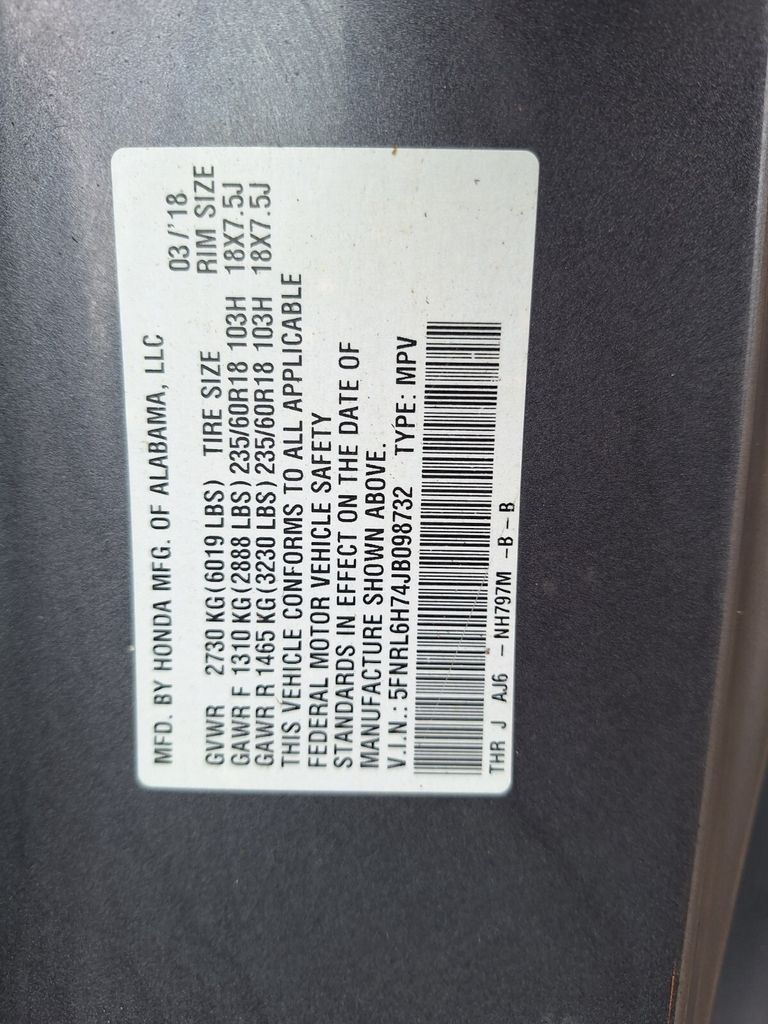 MFD. BY HONDA MFG. OF ALABAMA, LLC 03/'18
GVWR 2730 KG(6019 LBS) TIRE SIZE RIM SIZE
GAWR F 1310 KG(2888 LBS) 235/60R18 103H 18X7.5J
GAWR R 1465 KG(3230 LBS) 235/60R18 103H 18X7.5J
THIS VEHICLE CONFORMS TO ALL APPLICABLE
FEDERAL MOTOR VEHICLE SAFETY
STANDARDS IN EFFECT ON THE DATE OF
MANUFACTURE SHOWN ABOVE.
V.I.N.: 5FNRL6H74JB098732 TYPE: MPV
THR J AJ6 -NH797M -B-B